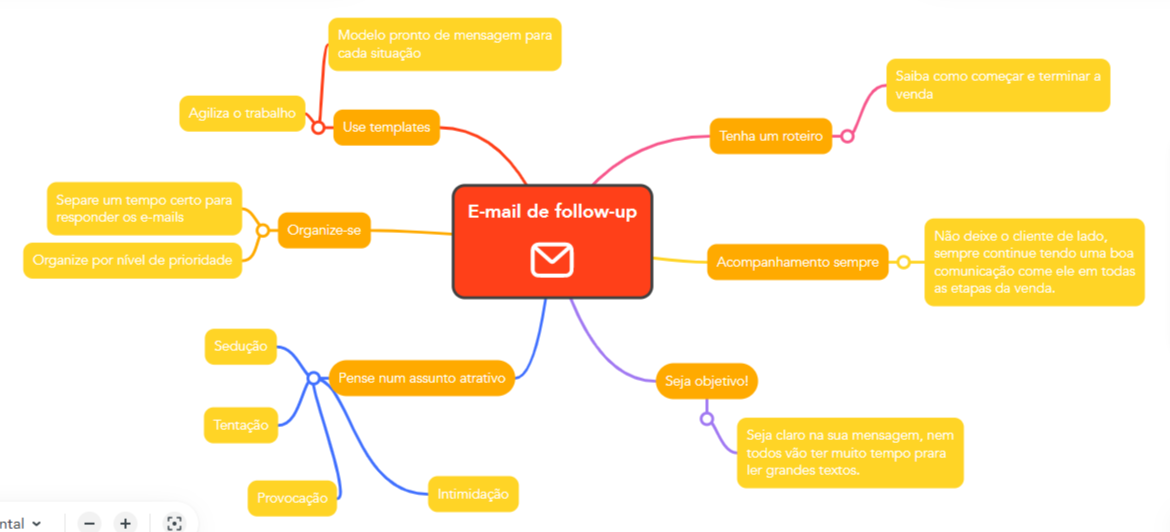 Modelo pronto de mensagem para
cada situação
Agiliza o trabalho
Use templates
Saiba como começar e terminar a
venda
Tenha um roteiro
E-mail de follow-up
Separe um tempo certo para
responder os e-mails
Organize-se
Organize por nível de prioridade
Acompanhamento sempre
Não deixe o cliente de lado,
sempre continue tendo uma boa
comunicação come ele em todas
as etapas da venda.
Sedução
Pense num assunto atrativo
Tentação
Provocação
Intimidação
Seja objetivo!
Seja claro na sua mensagem, nem
todos vão ter muito tempo prara
ler grandes textos.
ntal